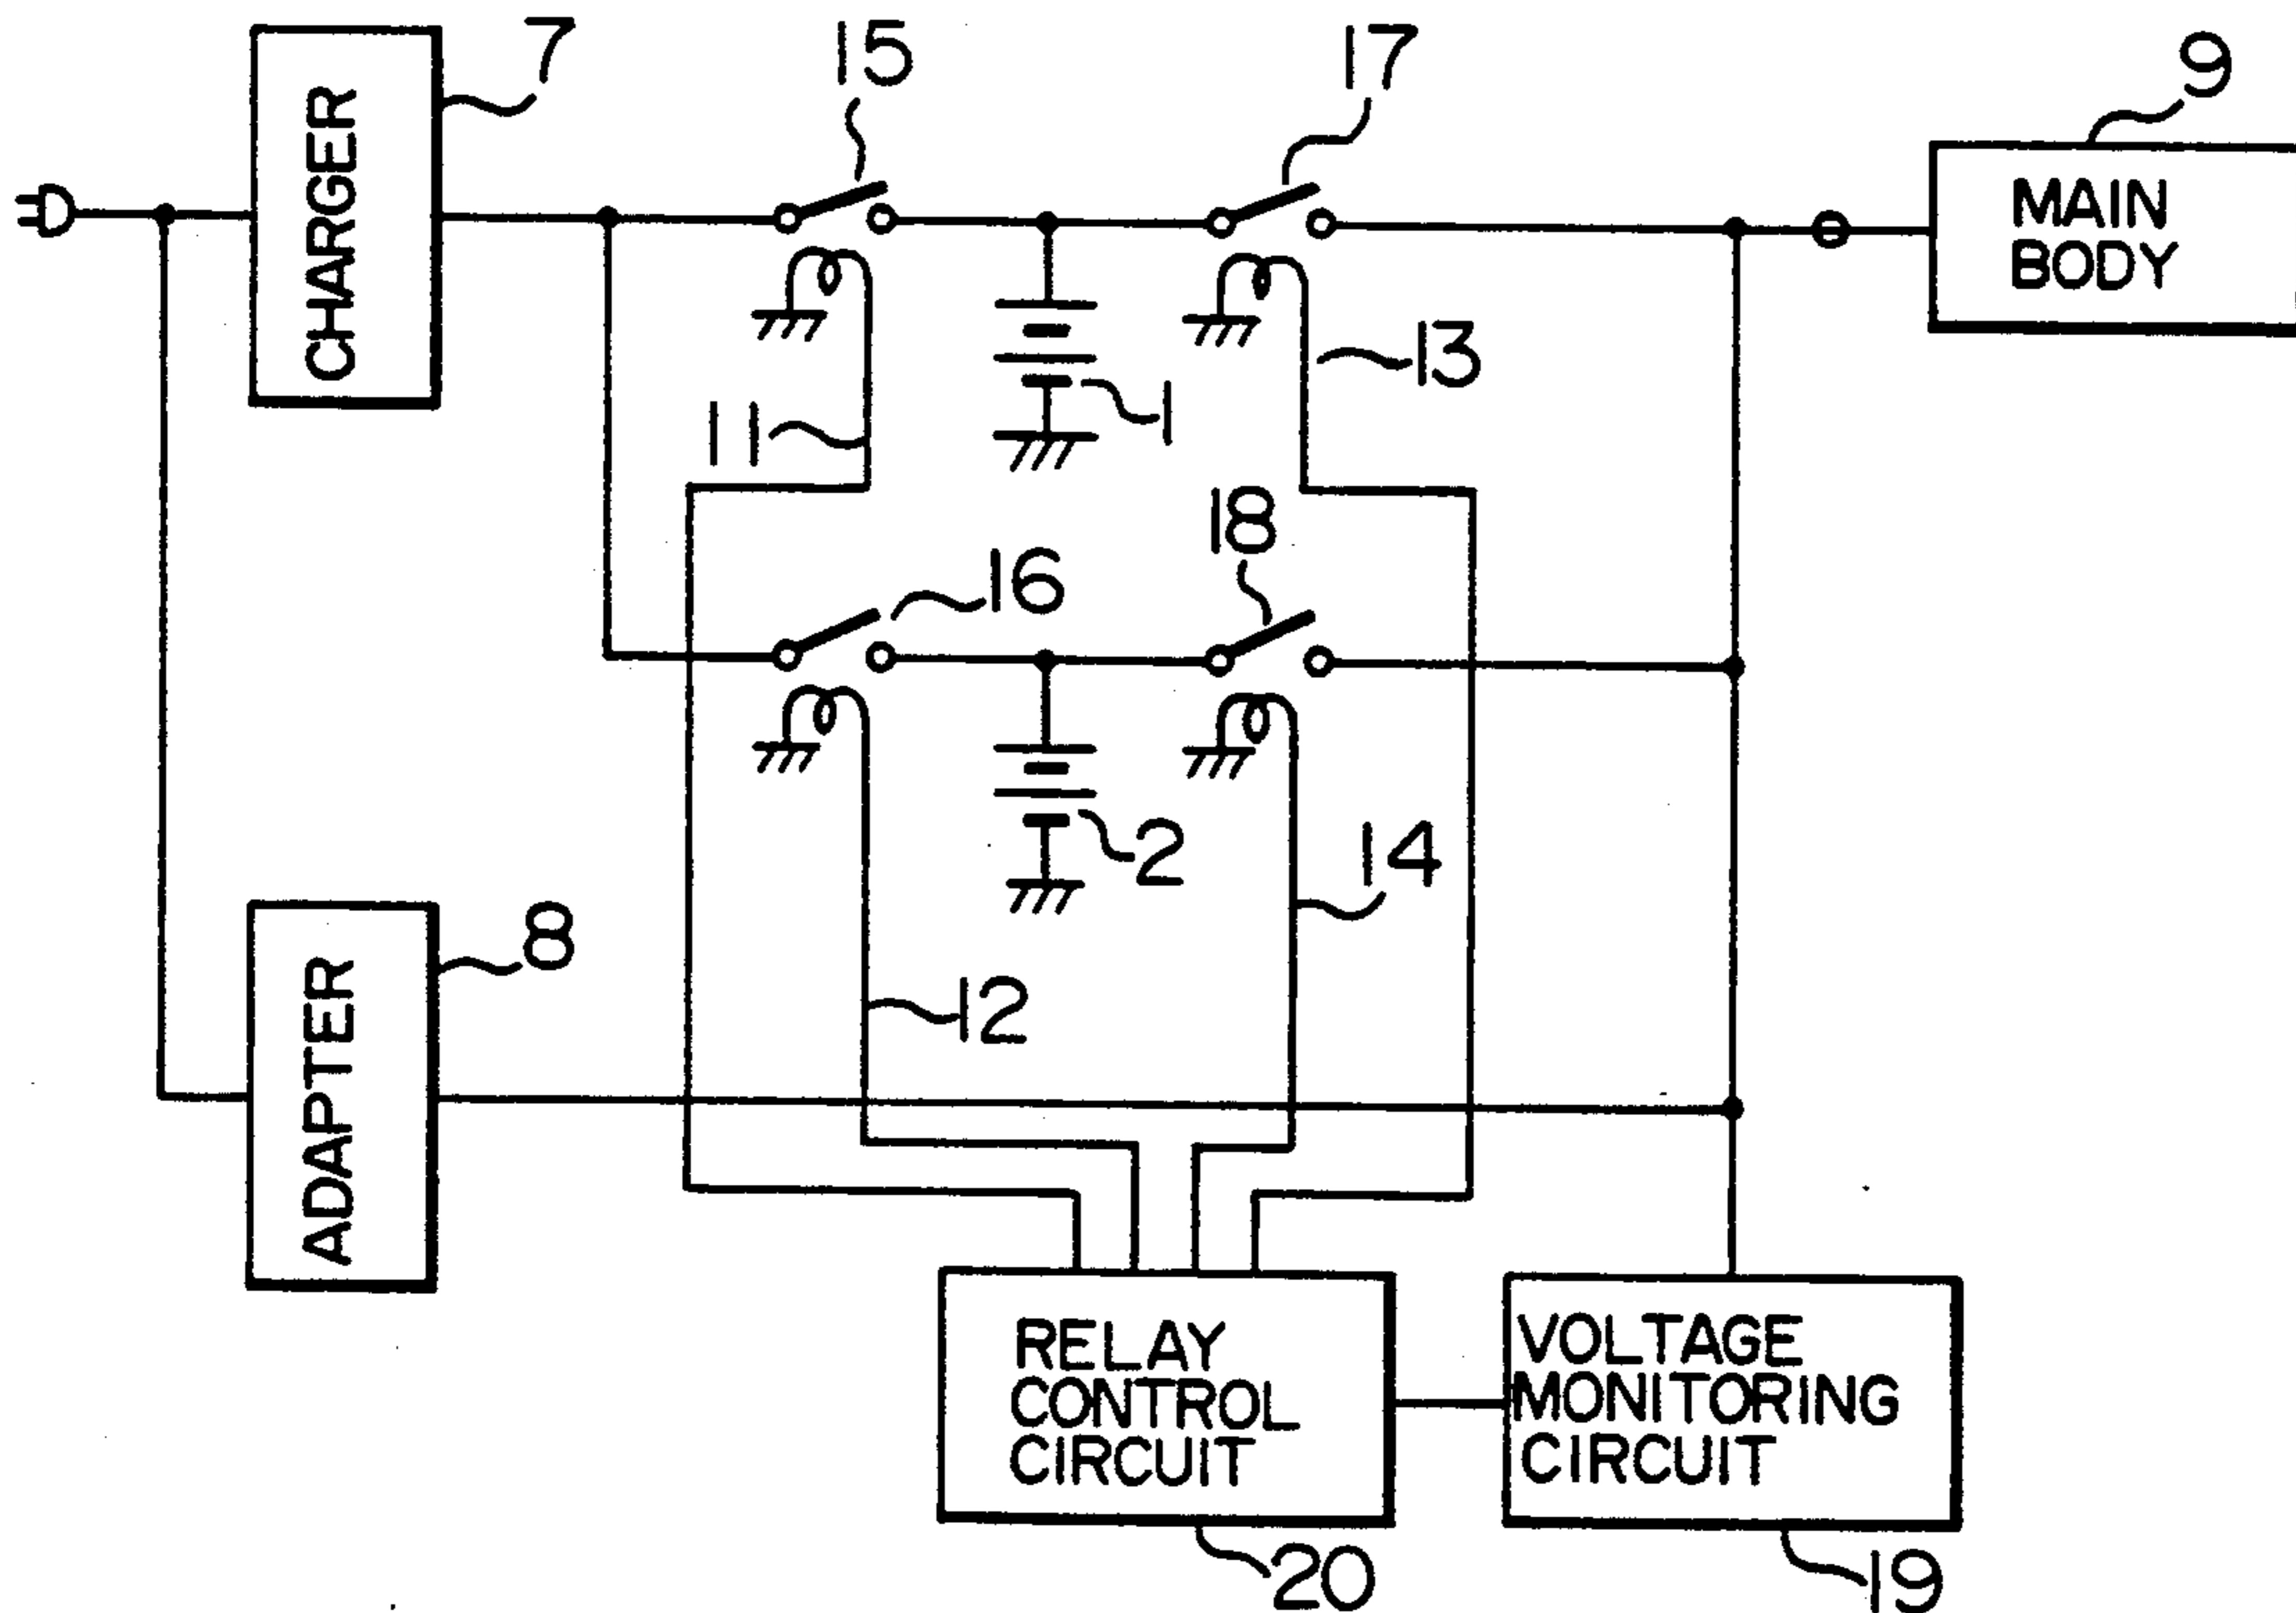 7
15
17
9
CHARGER
MAIN
BODY
13
1
11
18
16
2
14
8
12
ADAPTER
RELAY
CONTROL
CIRCUIT
VOLTAGE
MONITORING
CIRCUIT
20
19